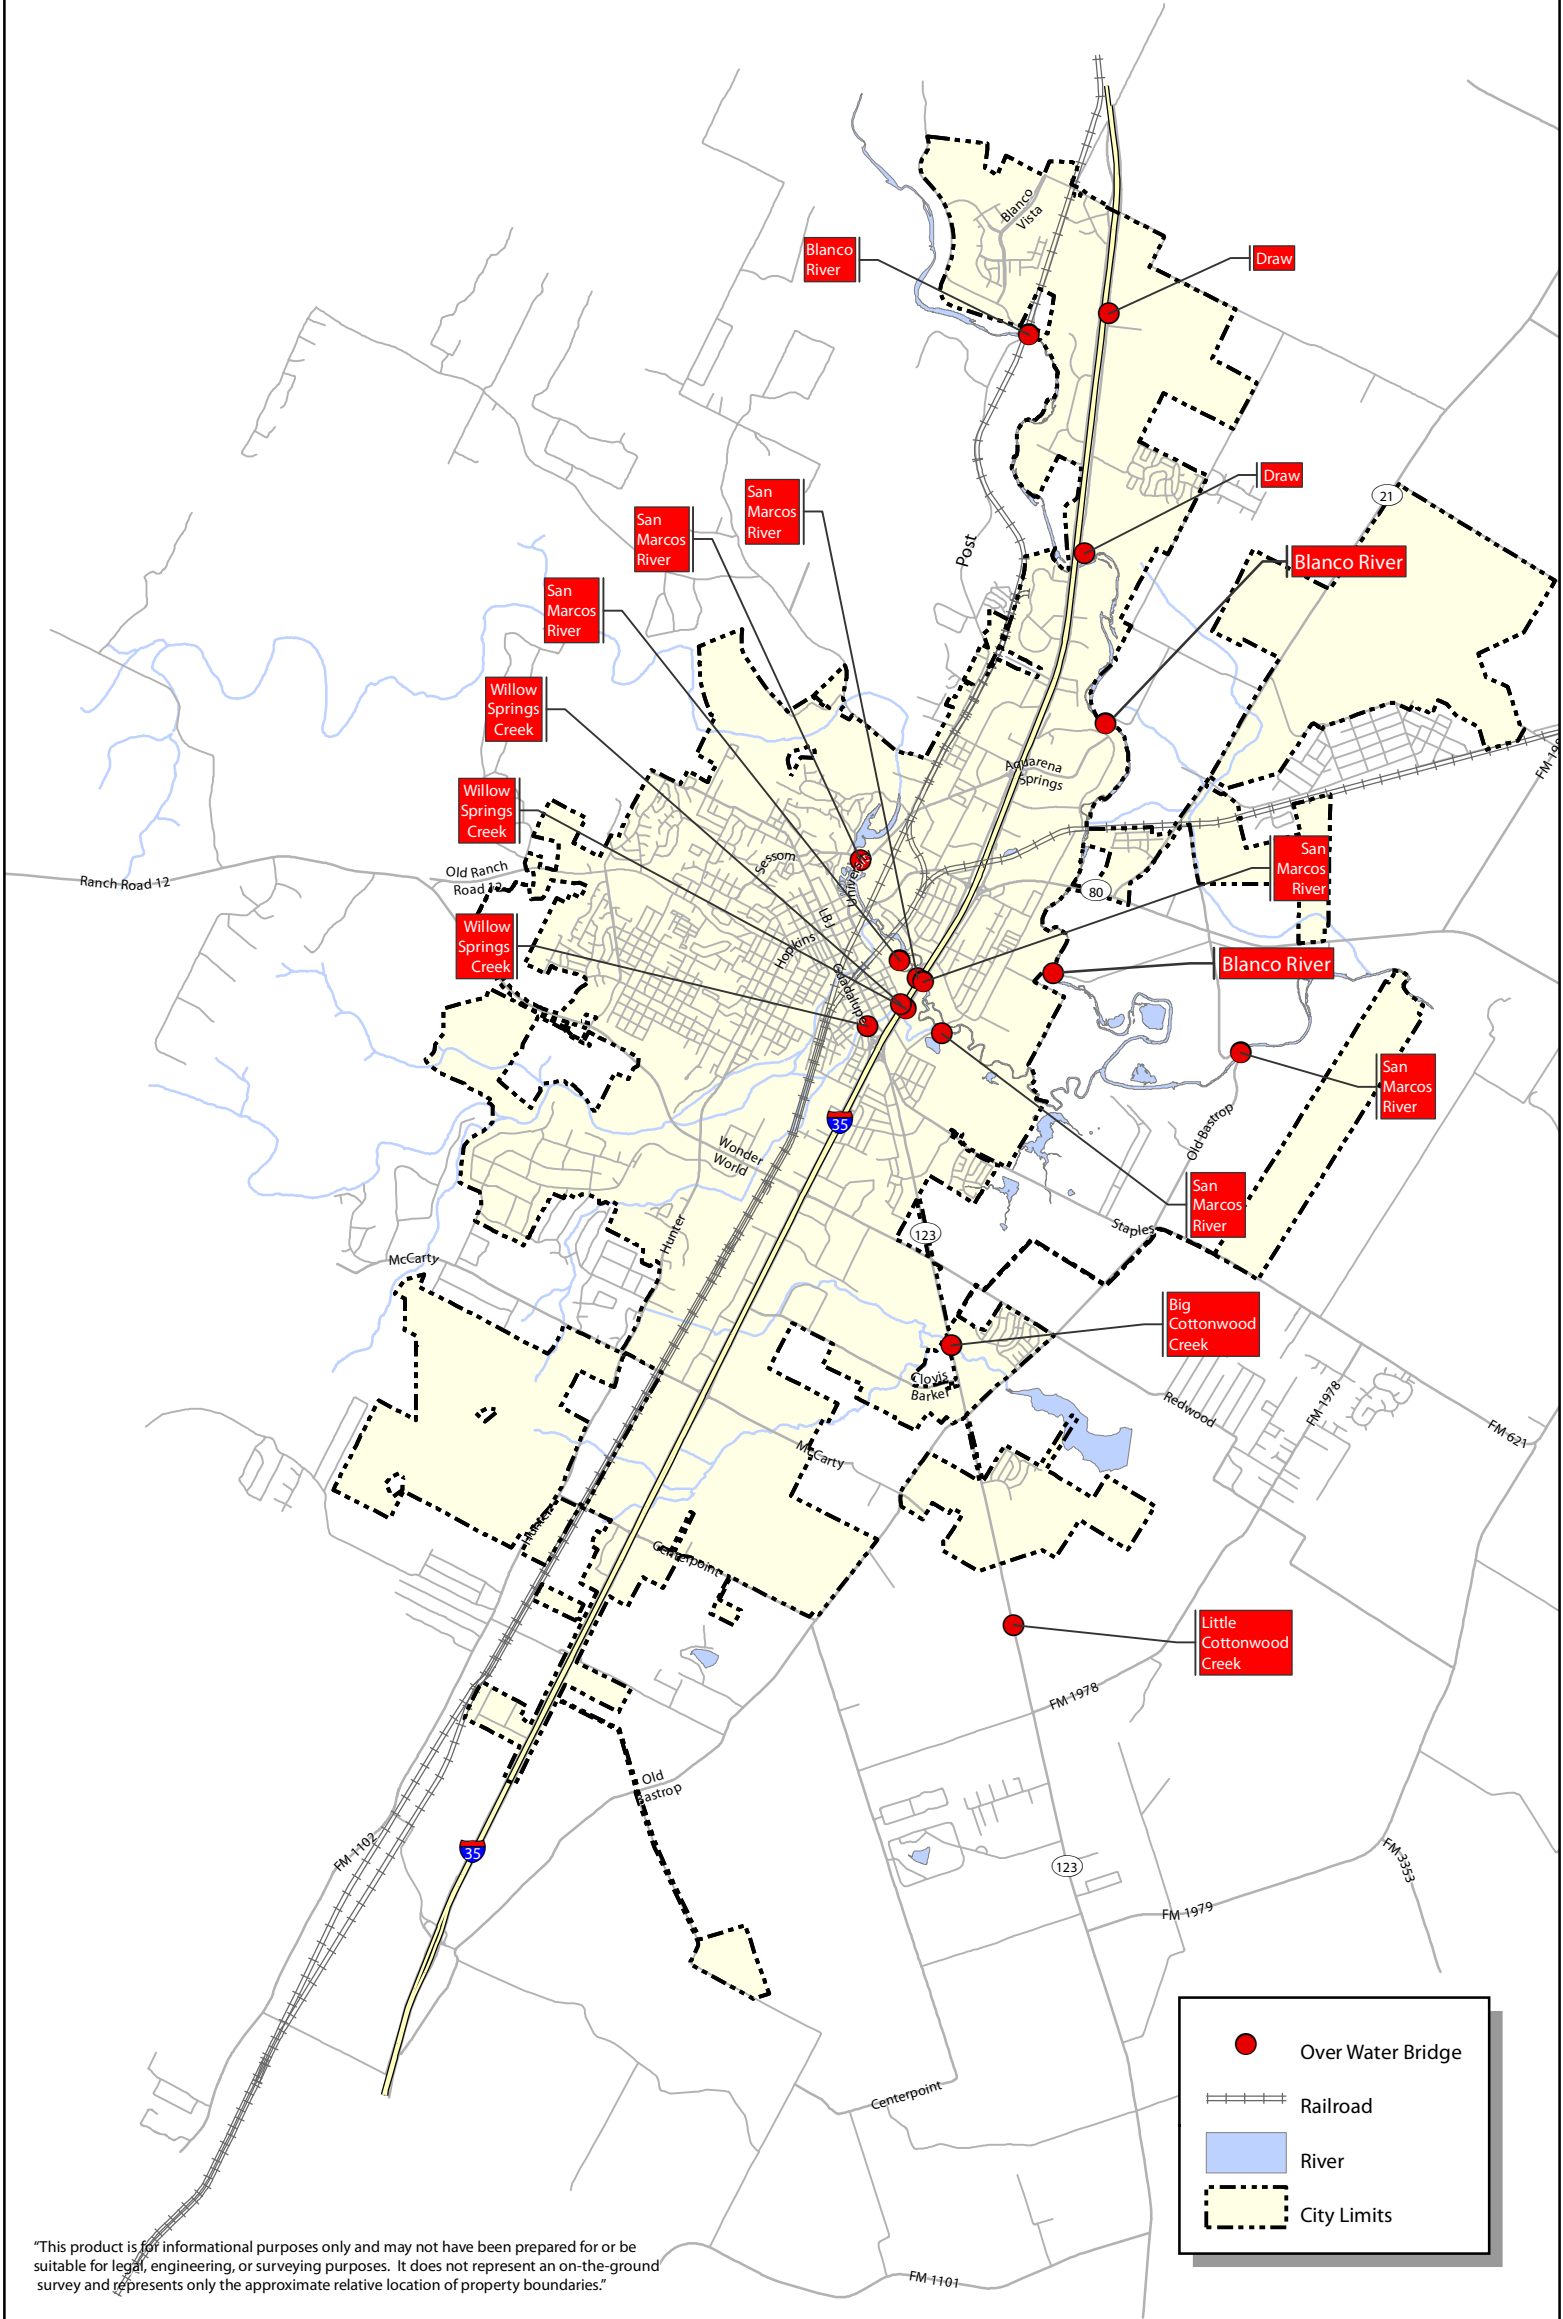 Blanco
Vista
Blanco
River
Draw
Draw
21
San
Marcos
River
San
Marcos
River
Post
Blanco River
San
Marcos
River
Willow
Springs
Creek
Aquarena
Springs
Willow
Springs
Creek
Sessom
University
Old Ranch
Road 12
Ranch Road 12
San
Marcos
River
80
LBJ
Hopkins
Guadalupe
Willow
Springs
Creek
Blanco River
San
Marcos
River
35
Old Bastrop
Wonder
World
San
Marcos
River
Staples
123
Hunter
McCarty
Big
Cottonwood
Creek
Clovis
Barker
Redwood
FM 1978
FM 621
McCarty
Hunter
Centerpoint
Little
Cottonwood
Creek
FM 1978
Old
Bastrop
FM 1102
35
123
FM 3353
FM 1979
Centerpoint
FM 1101
Over Water Bridge
Railroad
River
City Limits
"This product is for informational purposes only and may not have been prepared for or be
suitable for legal, engineering, or surveying purposes. It does not represent an on-the-ground
survey and represents only the approximate relative location of property boundaries."